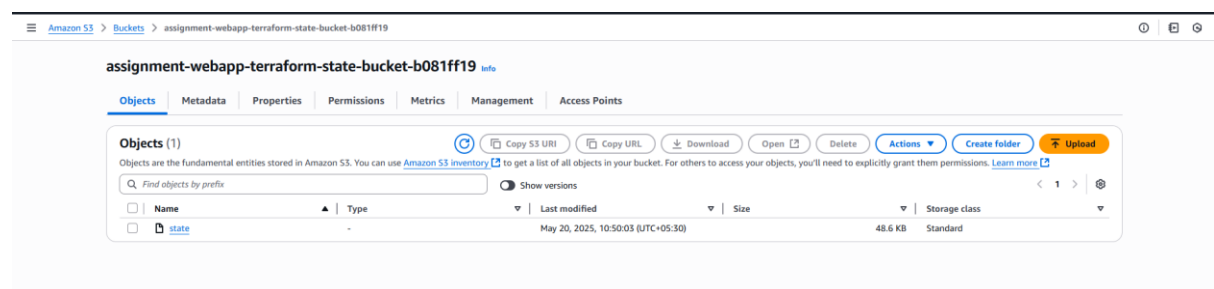 Amazon S3 > Buckets > assignment-webapp-terraform-state-bucket-b081ff19
assignment-webapp-terraform-state-bucket-b081ff19 Info
Objects Metadata Properties Permissions Metrics Management Access Points
Objects (1) Copy S3 URI Copy URL Download Open Delete Actions Create folder Upload
Objects are the fundamental entities stored in Amazon S3. You can use Amazon S3 inventory to get a list of all objects in your bucket. For others to access your objects, you'll need to explicitly grant them permissions. Learn more
Find objects by prefix Show versions 1
Name Type Last modified Size Storage class
state - May 20, 2025, 10:50:03 (UTC+05:30) 48.6 KB Standard